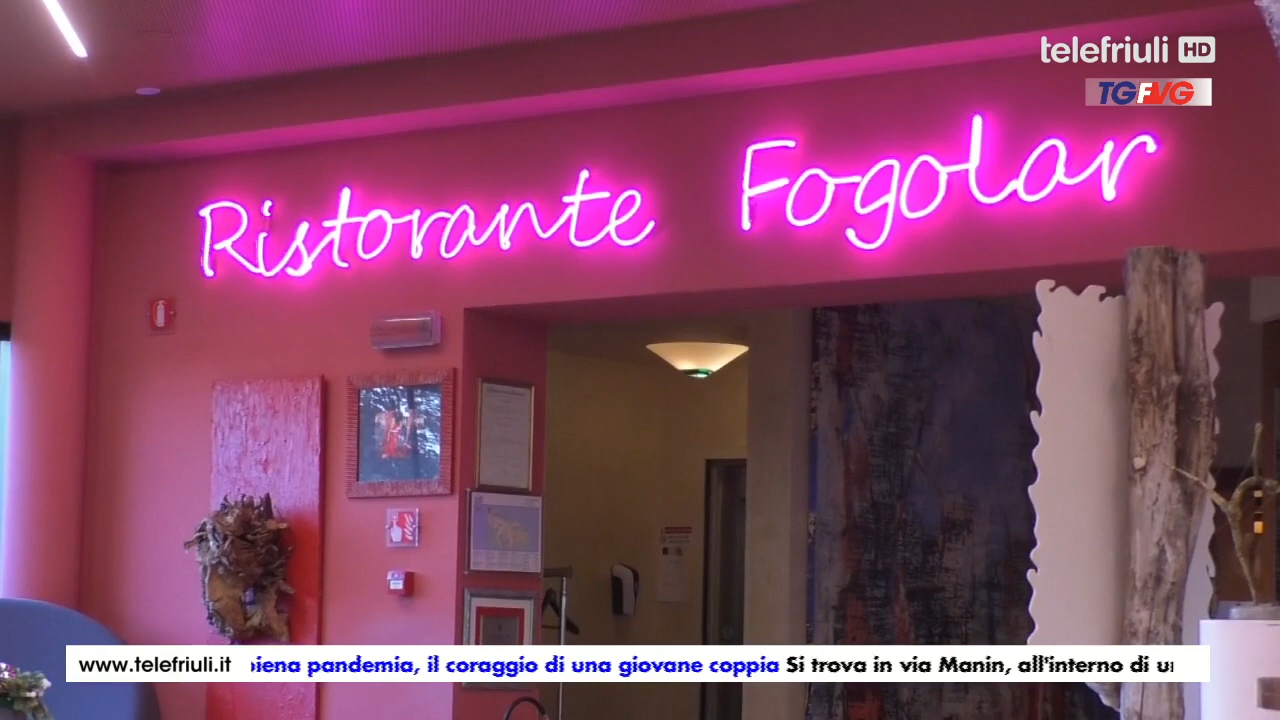 telefriuli HD
TGFVG
Ristorante Fogolar
www.telefriuli.it pandemia, il coraggio di una giovane coppia Si trova in via Manin, all'interno di